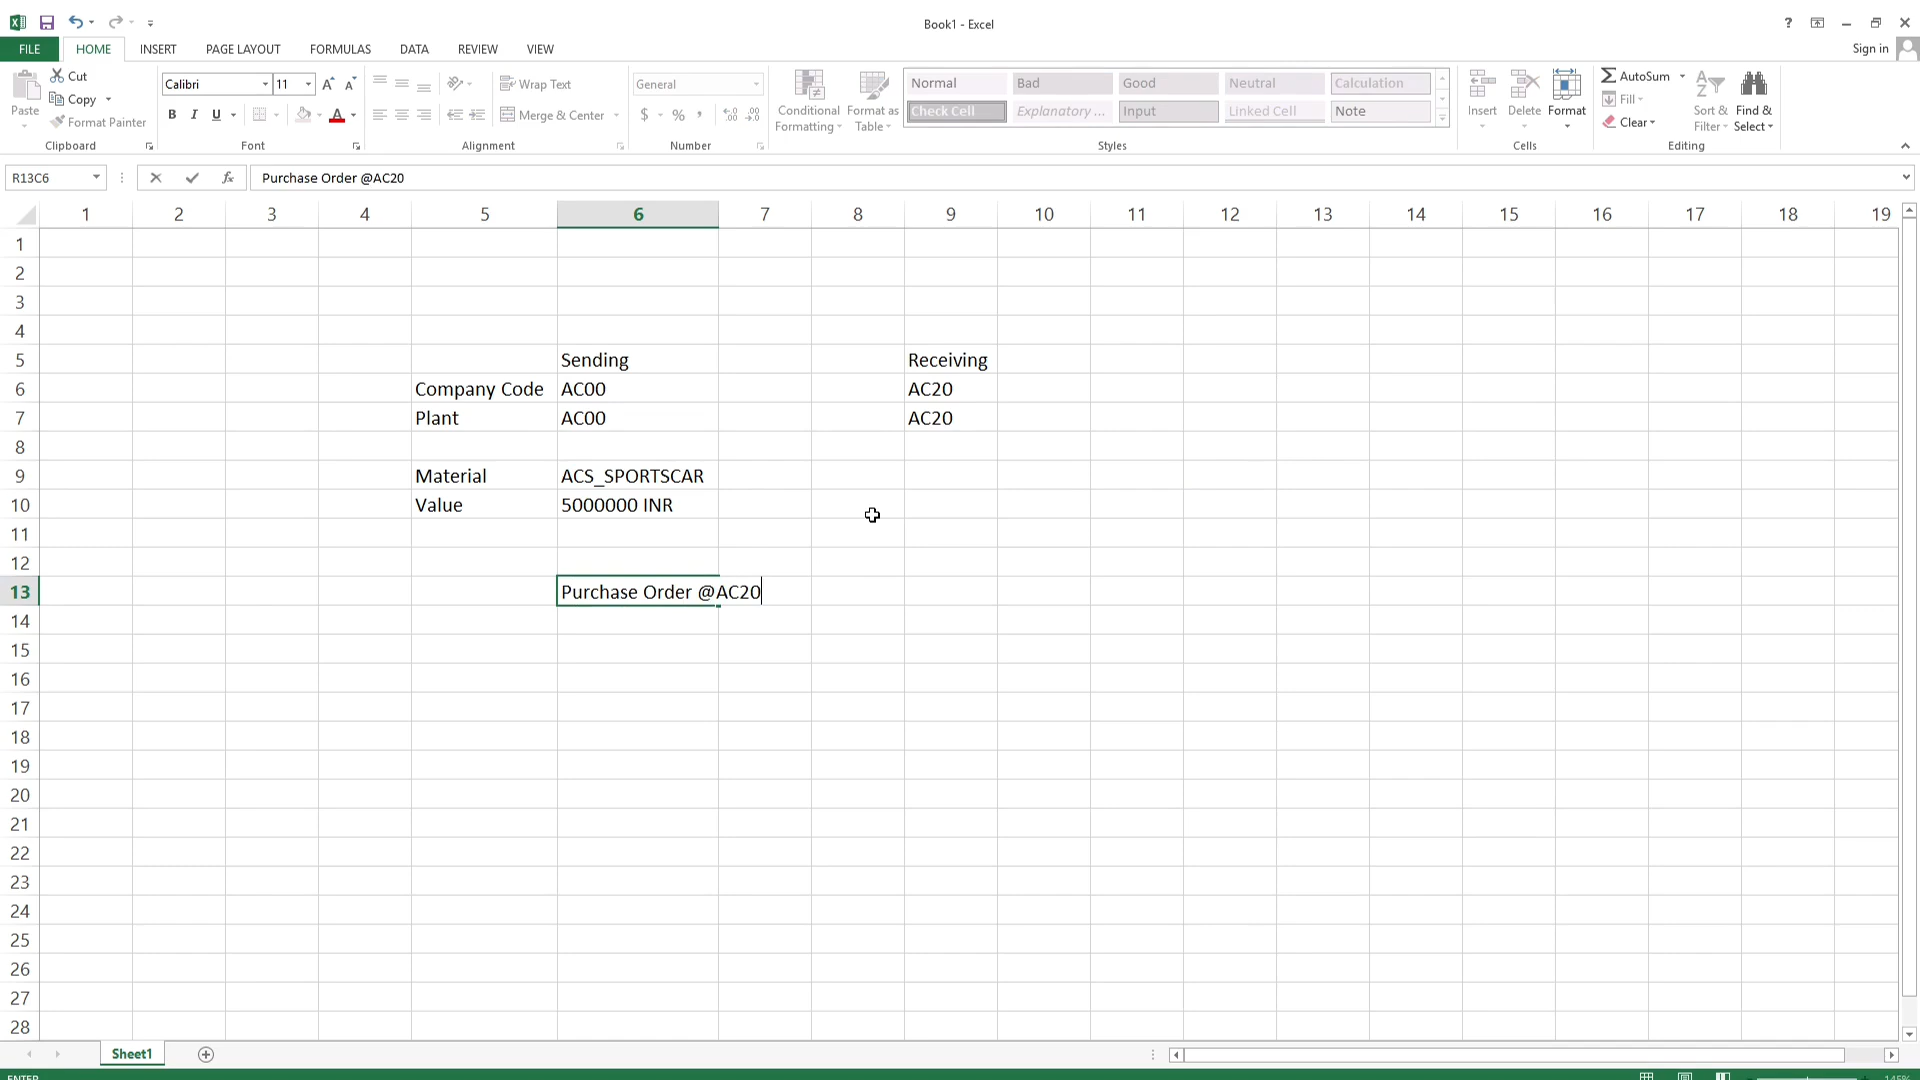 Book1 - Excel
?
FILE HOME INSERT PAGE LAYOUT FORMULAS DATA REVIEW VIEW Sign in
Paste Cut Copy Format Painter
Clipboard
Calibri 11 A A
B I U A
Font
Wrap Text
Merge & Center
Alignment
General
$ % ,
Number
Conditional Formatting Format as Table
Normal Bad Good Neutral Calculation
Check Cell Explanatory ... Input Linked Cell Note
Styles
Insert Delete Format
Cells
AutoSum
Fill
Clear
Sort & Filter Find & Select
Editing
R13C6 fx Purchase Order @AC20
1 2 3 4 5 6 7 8 9 10 11 12 13 14 15 16 17 18 19
1
2
3
4
5 Sending Receiving
6 Company Code AC00 AC20
7 Plant AC00 AC20
8
9 Material ACS_SPORTSCAR
10 Value 5000000 INR
11
12
13 Purchase Order @AC20
14
15
16
17
18
19
20
21
22
23
24
25
26
27
28
Sheet1
ENTER 145%